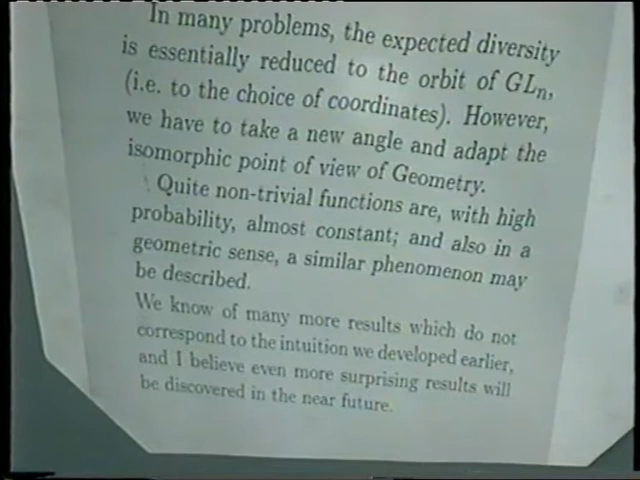 In many problems, the expected diversity
is essentially reduced to the orbit of GLₙ,
(i.e. to the choice of coordinates). However,
we have to take a new angle and adapt the
isomorphic point of view of Geometry.
Quite non-trivial functions are, with high
probability, almost constant; and also in a
geometric sense, a similar phenomenon may
be described.
We know of many more results which do not
correspond to the intuition we developed earlier,
and I believe even more surprising results will
be discovered in the near future.